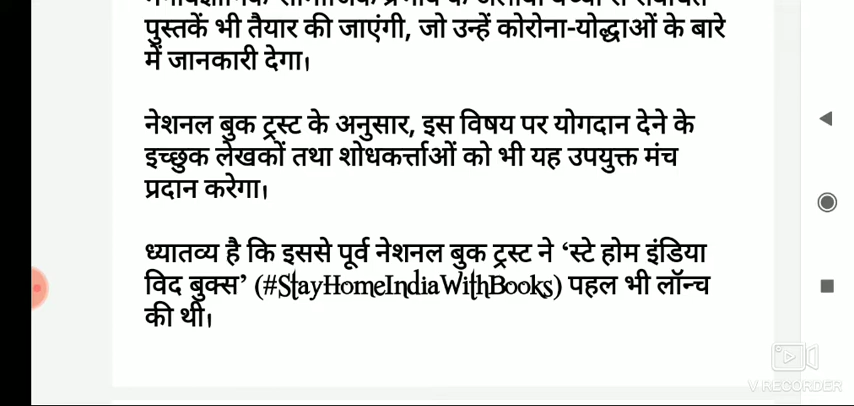 पुस्तकें भी तैयार की जाएंगी, जो उन्हें कोरोना-योद्धाओं के बारे
में जानकारी देगा।
नेशनल बुक ट्रस्ट के अनुसार, इस विषय पर योगदान देने के
इच्छुक लेखकों तथा शोधकर्त्ताओं को भी यह उपयुक्त मंच
प्रदान करेगा।
ध्यातव्य है कि इससे पूर्व नेशनल बुक ट्रस्ट ने ‘स्टे होम इंडिया
विद बुक्स’ (#StayHomeIndiaWithBooks) पहल भी लॉन्च
की थी।
V RECORDER